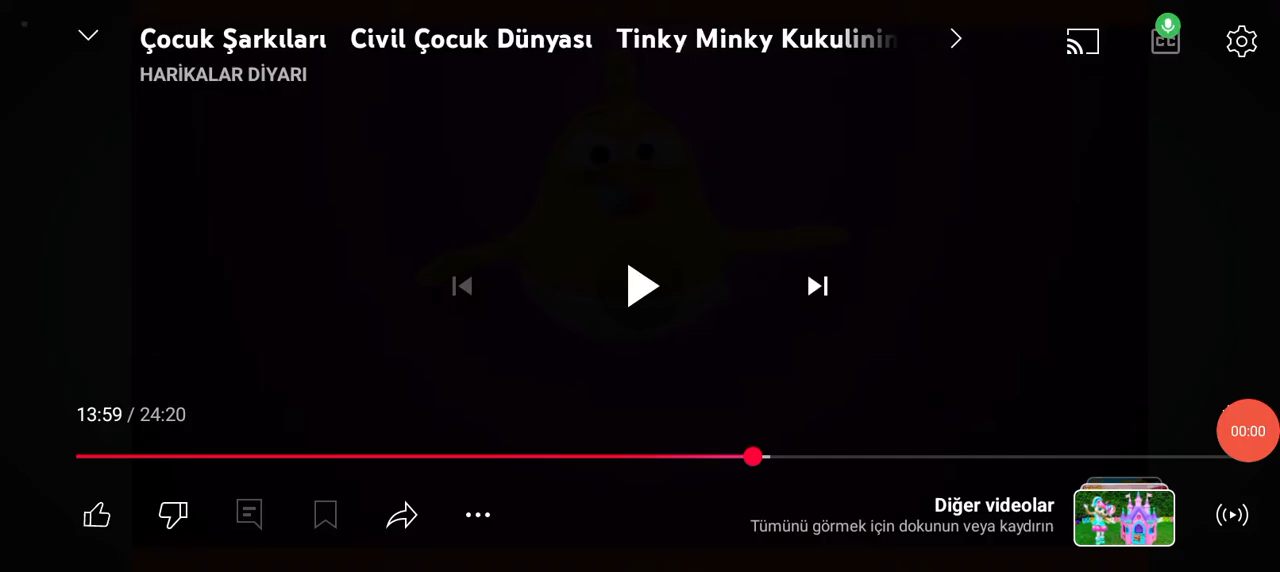 Çocuk Şarkıları Civil Çocuk Dünyası Tinky Minky Kukulinin
HARİKALAR DİYARI
CC
13:59 / 24:20
00:00
Diğer videolar
Tümünü görmek için dokunun veya kaydırın